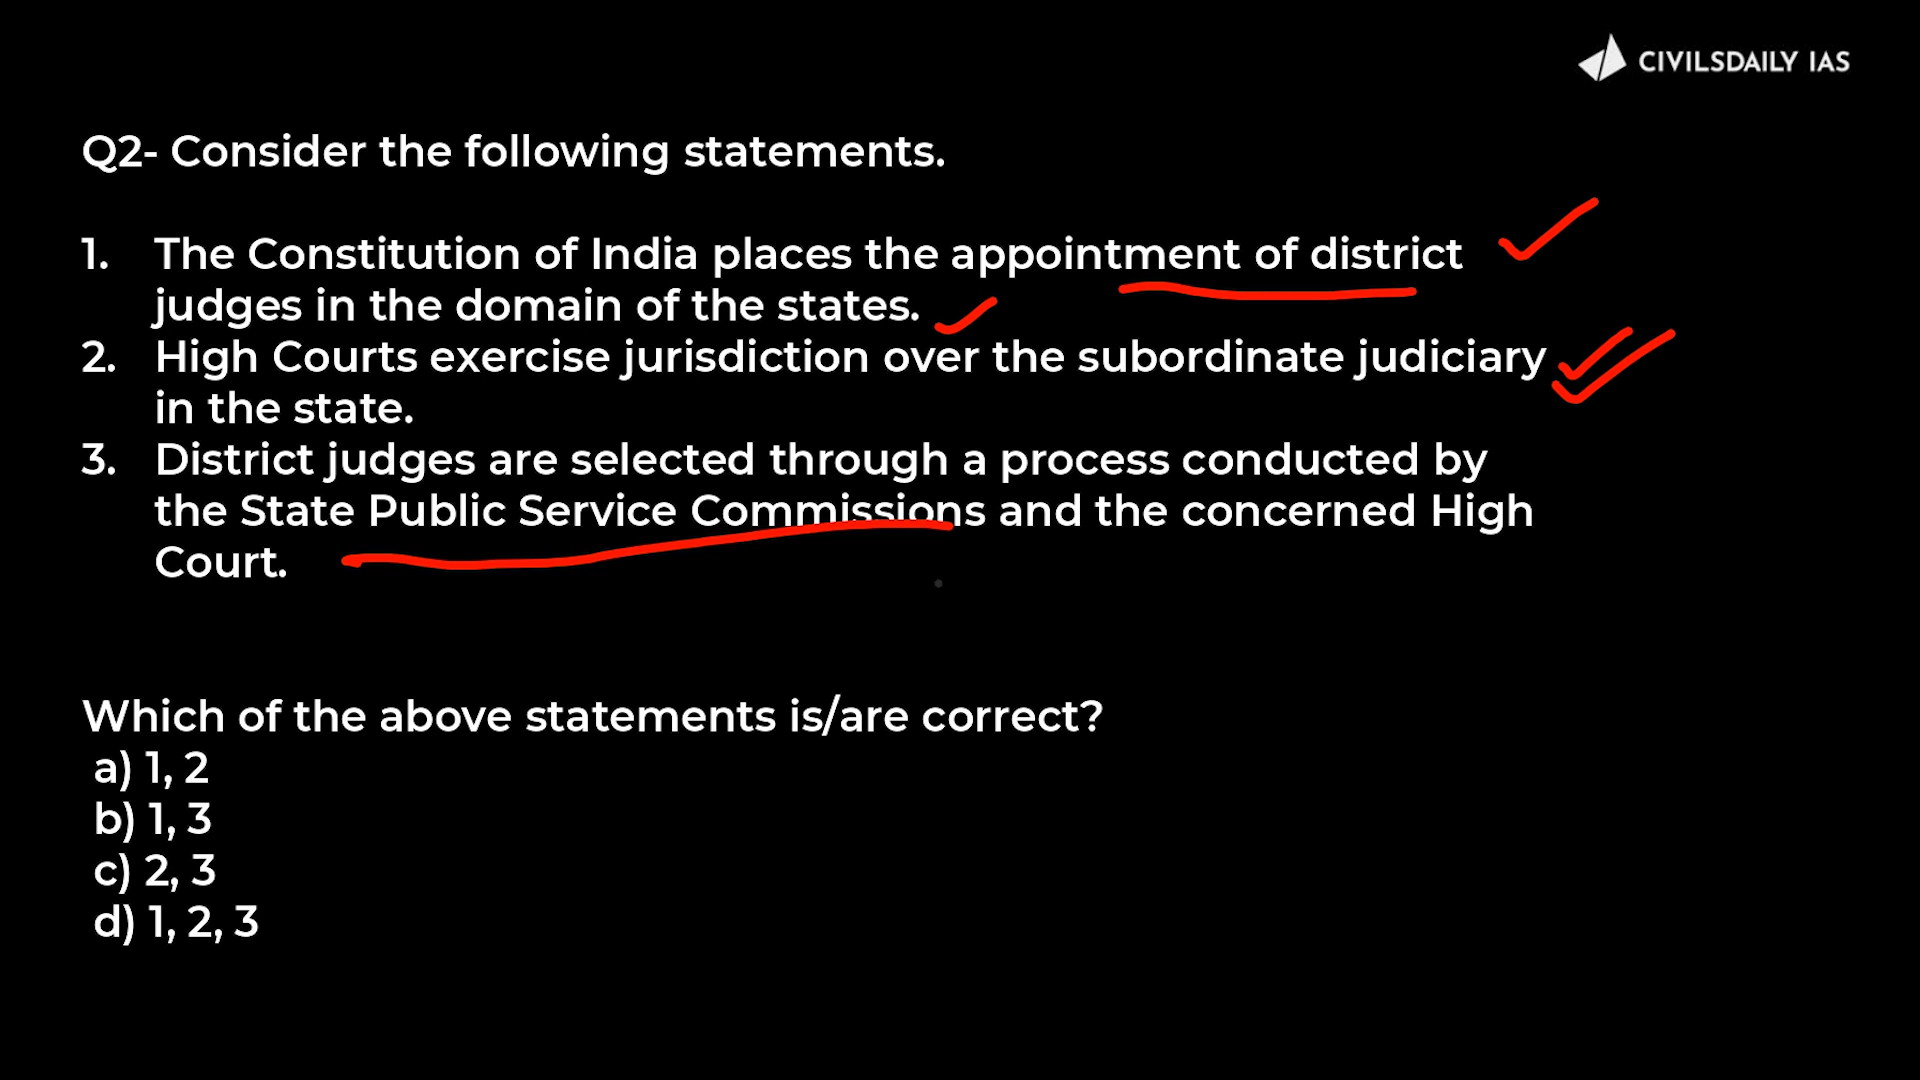 CIVILSDAILY IAS
Q2- Consider the following statements.
1. The Constitution of India places the appointment of district
judges in the domain of the states.
2. High Courts exercise jurisdiction over the subordinate judiciary
in the state.
3. District judges are selected through a process conducted by
the State Public Service Commissions and the concerned High
Court.
Which of the above statements is/are correct?
a) 1, 2
b) 1, 3
c) 2, 3
d) 1, 2, 3